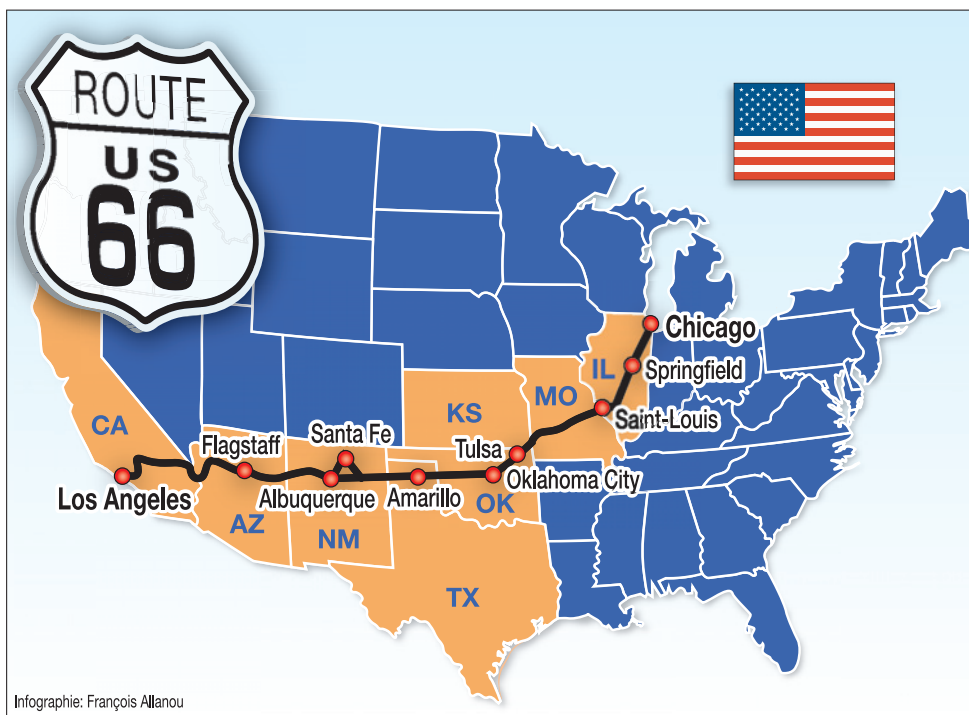 ROUTE
US
66
Chicago
IL
Springfield
MO
KS
Saint-Louis
CA
Santa Fe
Flagstaff
Tulsa
Oklahoma City
Los Angeles
Albuquerque
Amarillo
OK
AZ
NM
TX
Infographie: François Allanou